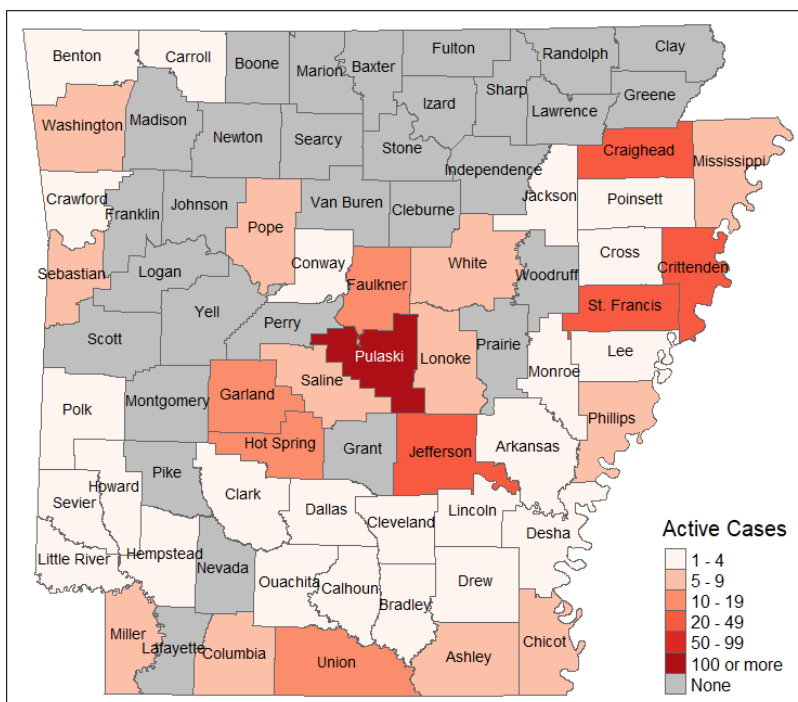 Benton
Carroll
Boone
Marion
Baxter
Fulton
Randolph
Clay
Sharp
Izard
Lawrence
Greene
Washington
Madison
Newton
Searcy
Stone
Independence
Craighead
Mississippi
Crawford
Franklin
Johnson
Pope
Van Buren
Cleburne
Jackson
Poinsett
Sebastian
Logan
Conway
Faulkner
White
Woodruff
Cross
Crittenden
St. Francis
Scott
Yell
Perry
Pulaski
Lonoke
Prairie
Monroe
Lee
Polk
Montgomery
Garland
Saline
Phillips
Hot Spring
Grant
Jefferson
Arkansas
Pike
Howard
Sevier
Clark
Dallas
Cleveland
Lincoln
Desha
Little River
Hempstead
Nevada
Ouachita
Calhoun
Bradley
Drew
Miller
Lafayette
Columbia
Union
Ashley
Chicot
Active Cases
1 - 4
5 - 9
10 - 19
20 - 49
50 - 99
100 or more
None